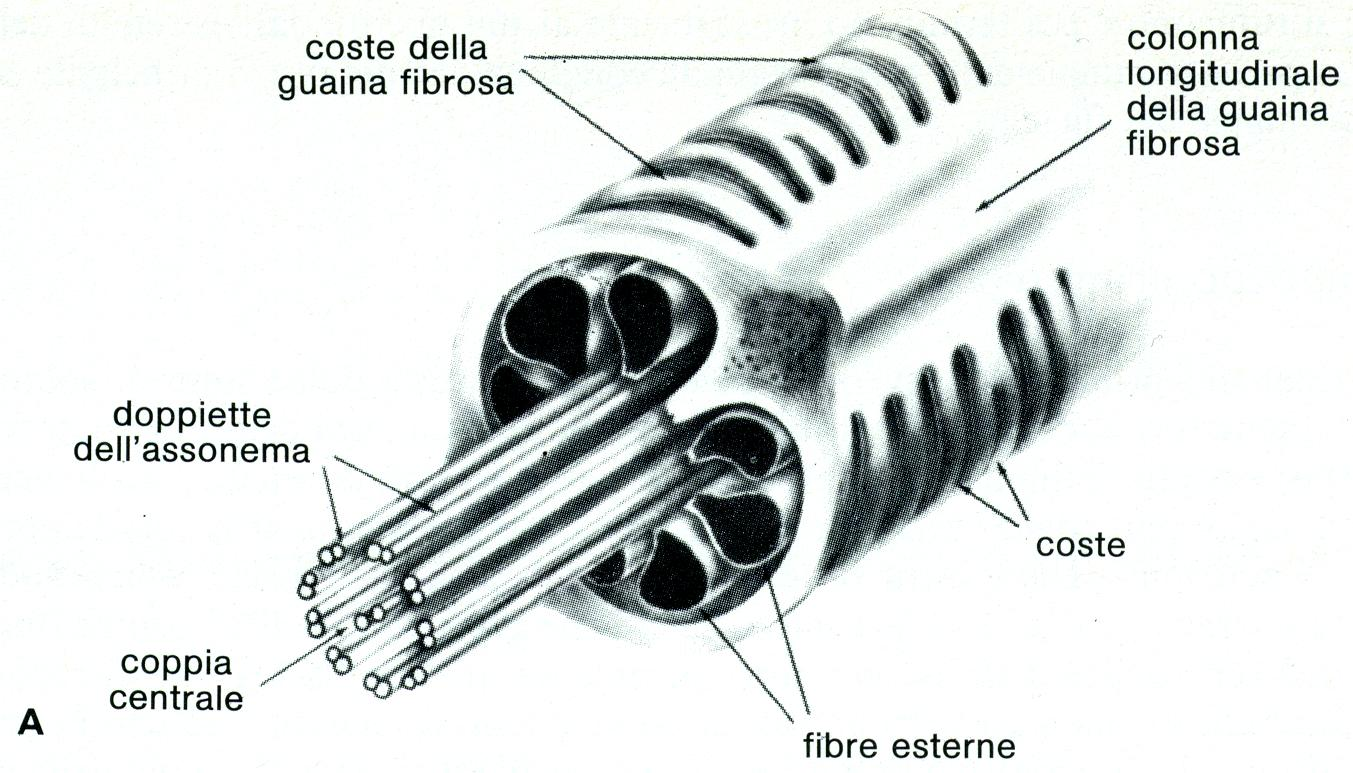 coste della
guaina fibrosa
colonna
longitudinale
della guaina
fibrosa
doppiette
dell'assonema
coste
coppia
centrale
A
fibre esterne